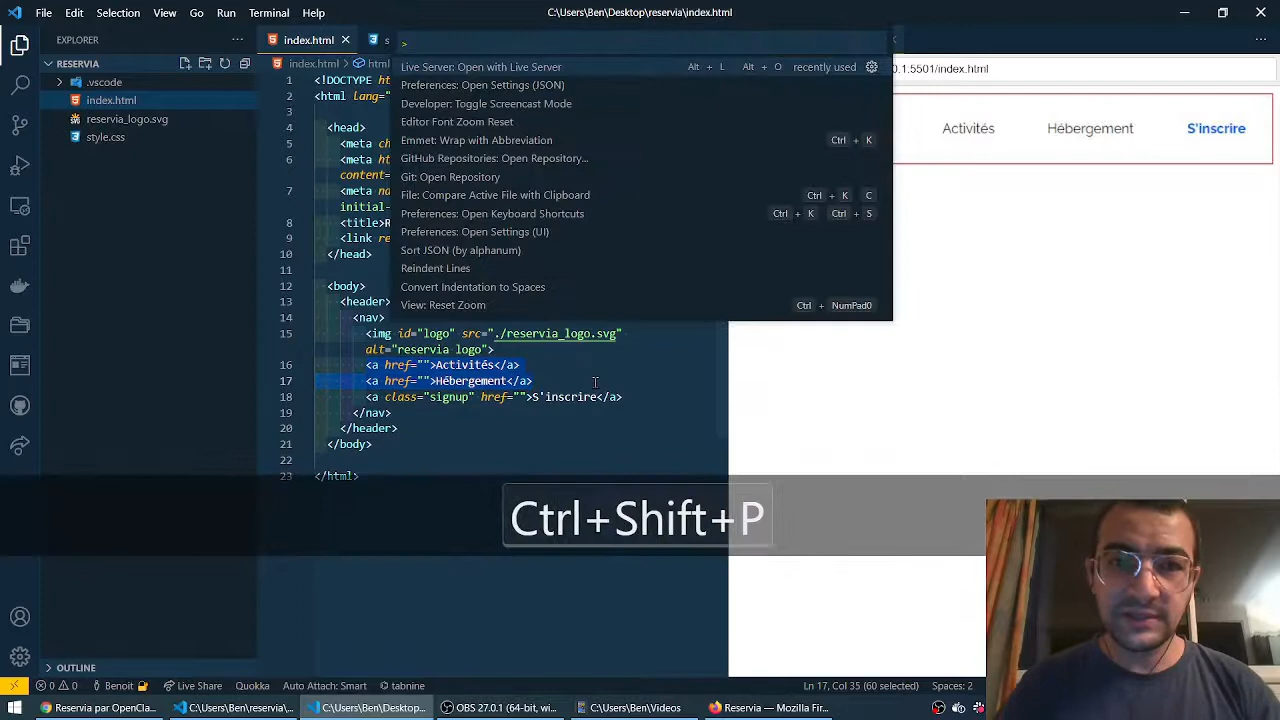 File Edit Selection View Go Run Terminal Help
C:\Users\Ben\Desktop\reservia\index.html
EXPLORER
index.html
s
>
RESERVIA
index.html
html
.vscode
index.html
reservia_logo.svg
style.css
Live Server: Open with Live Server Alt + L Alt + O recently used
Preferences: Open Settings (JSON)
Developer: Toggle Screencast Mode
Editor Font Zoom Reset
Emmet: Wrap with Abbreviation Ctrl + K
GitHub Repositories: Open Repository...
Git: Open Repository
File: Compare Active File with Clipboard Ctrl + K C
Preferences: Open Keyboard Shortcuts Ctrl + K Ctrl + S
Preferences: Open Settings (UI)
Sort JSON (by alphanum)
Reindent Lines
Convert Indentation to Spaces
View: Reset Zoom Ctrl + NumPad0
0.1:5501/index.html
Activités Hébergement S'inscrire
1 <!DOCTYPE ht
2 <html lang="
3
4 <head>
5 <meta ch
6 <meta ht
content=
7 <meta na
initial-
8 <title>R
9 <link re
10 </head>
11
12 <body>
13 <header>
14 <nav>
15 <img id="logo" src="./reservia_logo.svg"
alt="reservia logo">
16 <a href="">Activités</a>
17 <a href="">Hébergement</a>
18 <a class="signup" href="">S'inscrire</a>
19 </nav>
20 </header>
21 </body>
22
23 </html>
Ctrl+Shift+P
OUTLINE
0 0 Benoit Live Share Quokka Auto Attach: Smart tabnine Ln 17, Col 35 (60 selected) Spaces: 2
Reservia par OpenCla... C:\Users\Ben\reservia\... C:\Users\Ben\Desktop... OBS 27.0.1 (64-bit, wi... C:\Users\Ben\Videos Reservia — Mozilla Fir...